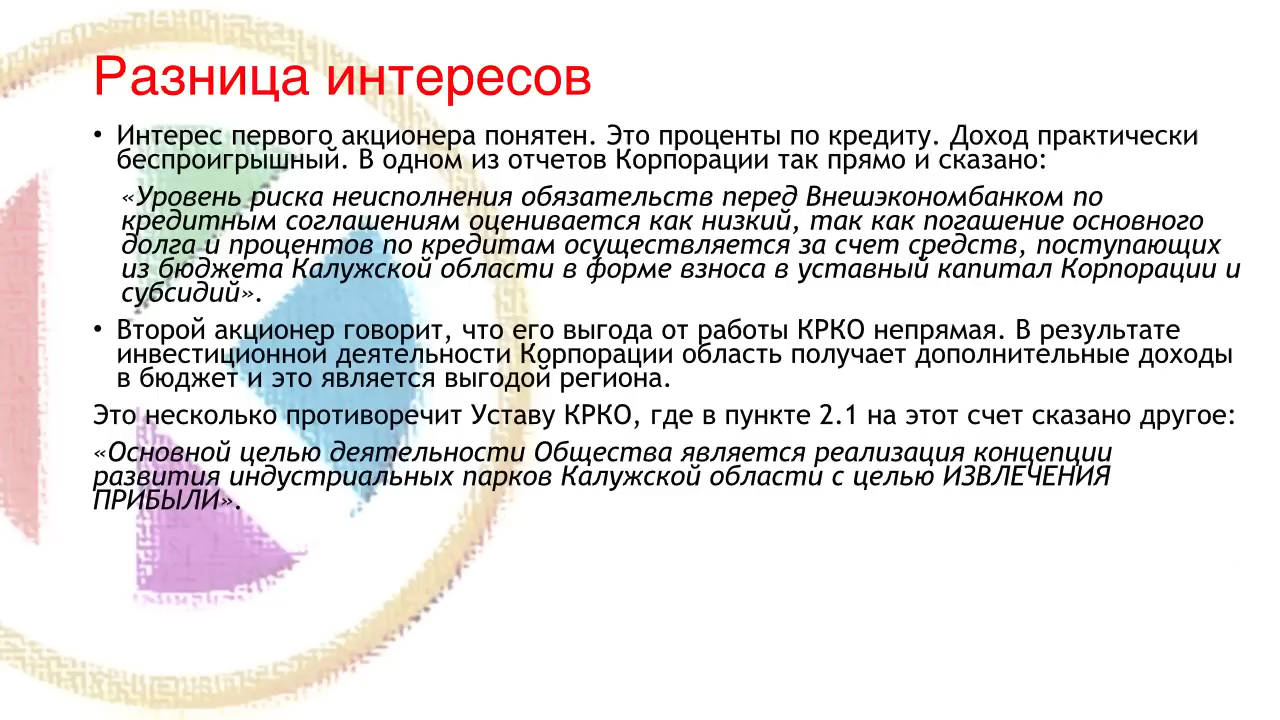 Разница интересов
• Интерес первого акционера понятен. Это проценты по кредиту. Доход практически
беспроигрышный. В одном из отчетов Корпорации так прямо и сказано:
«Уровень риска неисполнения обязательств перед Внешэкономбанком по
кредитным соглашениям оценивается как низкий, так как погашение основного
долга и процентов по кредитам осуществляется за счет средств, поступающих
из бюджета Калужской области в форме взноса в уставный капитал Корпорации и
субсидий».
• Второй акционер говорит, что его выгода от работы КРКО непрямая. В результате
инвестиционной деятельности Корпорации область получает дополнительные доходы
в бюджет и это является выгодой региона.
Это несколько противоречит Уставу КРКО, где в пункте 2.1 на этот счет сказано другое:
«Основной целью деятельности Общества является реализация концепции
развития индустриальных парков Калужской области с целью ИЗВЛЕЧЕНИЯ
ПРИБЫЛИ».